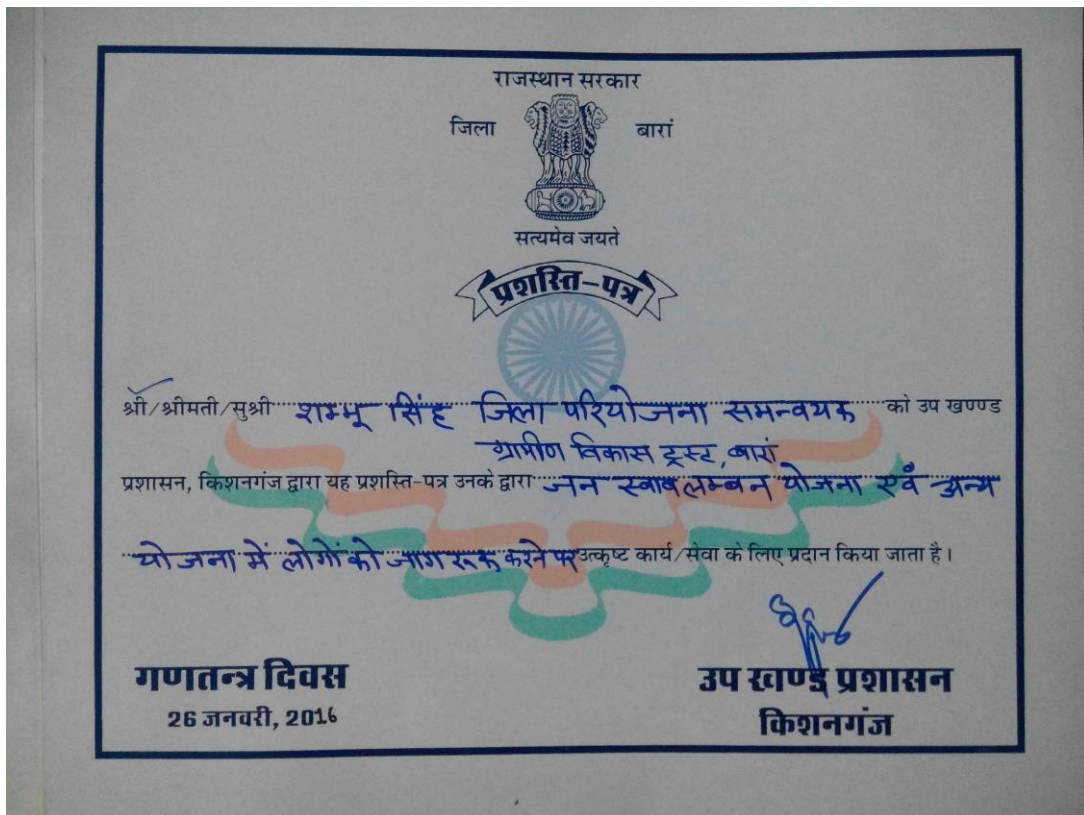 राजस्थान सरकार
जिला बारां
सत्यमेव जयते
प्रशस्ति-पत्र
श्री/श्रीमती/सुश्री शम्भू सिंह जिला परियोजना समन्वयक को उप खण्ण्ड
ग्रामीण विकास ट्रस्ट, बारां
प्रशासन, किशनगंज द्वारा यह प्रशस्ति-पत्र उनके द्वारा जन स्वावलम्बन योजना एवं अन्य
योजना में लोगों को जागरूक करने पर उत्कृष्ट कार्य/सेवा के लिए प्रदान किया जाता है।
गणतन्त्र दिवस उप खण्ड प्रशासन
26 जनवरी, 2016 किशनगंज